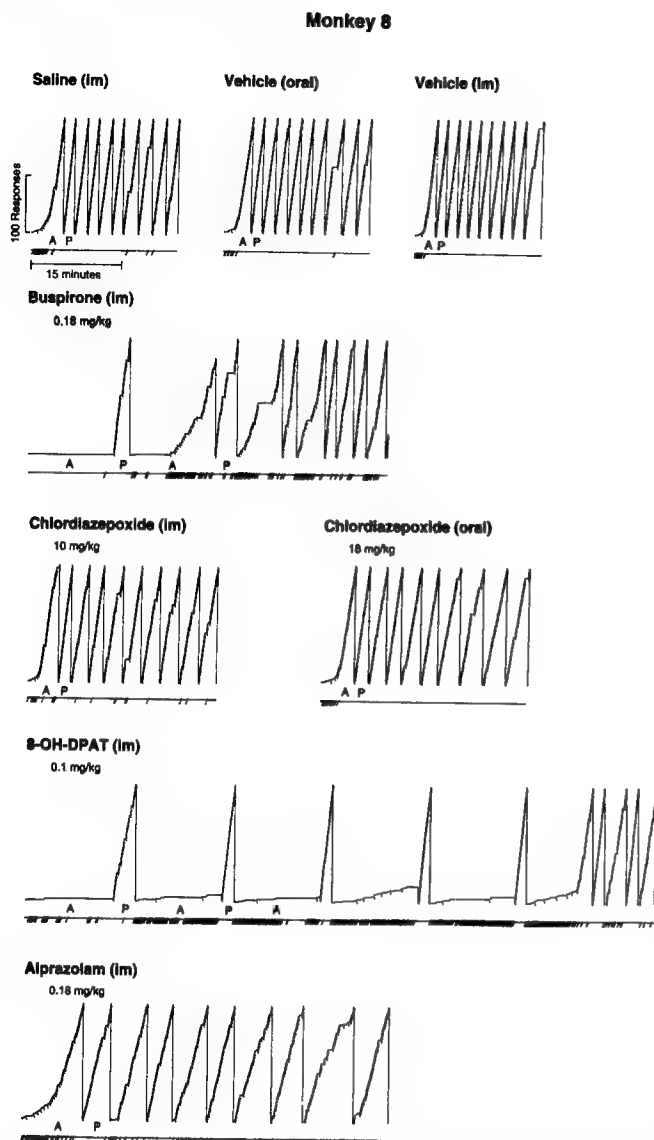 Monkey 8
Saline (im) Vehicle (oral) Vehicle (im)
100 Responses
A P A P A P
15 minutes
Buspirone (im)
0.18 mg/kg
A P A P
Chlordiazepoxide (im) Chlordiazepoxide (oral)
10 mg/kg 18 mg/kg
A P A P
8-OH-DPAT (im)
0.1 mg/kg
A P A P A
Alprazolam (im)
0.18 mg/kg
A P